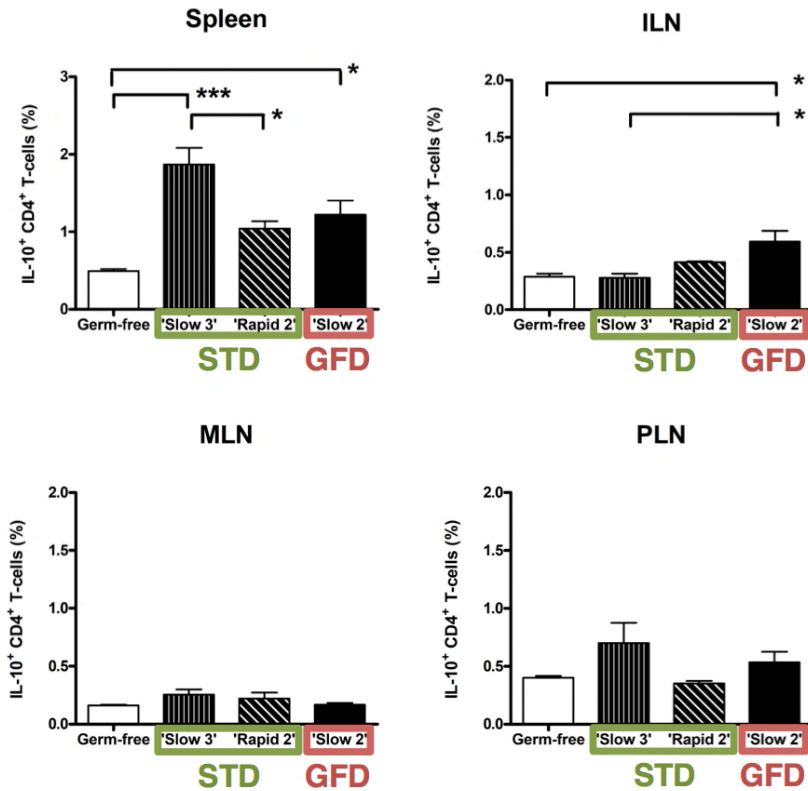 Spleen
IL-10+ CD4+ T-cells (%)
3
2
1
0
***
*
*
Germ-free 'Slow 3' 'Rapid 2' 'Slow 2'
STD GFD
ILN
IL-10+ CD4+ T-cells (%)
2.0
1.5
1.0
0.5
0.0
*
*
Germ-free 'Slow 3' 'Rapid 2' 'Slow 2'
STD GFD
MLN
IL-10+ CD4+ T-cells (%)
2.0
1.5
1.0
0.5
0.0
Germ-free 'Slow 3' 'Rapid 2' 'Slow 2'
STD GFD
PLN
IL-10+ CD4+ T-cells (%)
2.0
1.5
1.0
0.5
0.0
Germ-free 'Slow 3' 'Rapid 2' 'Slow 2'
STD GFD